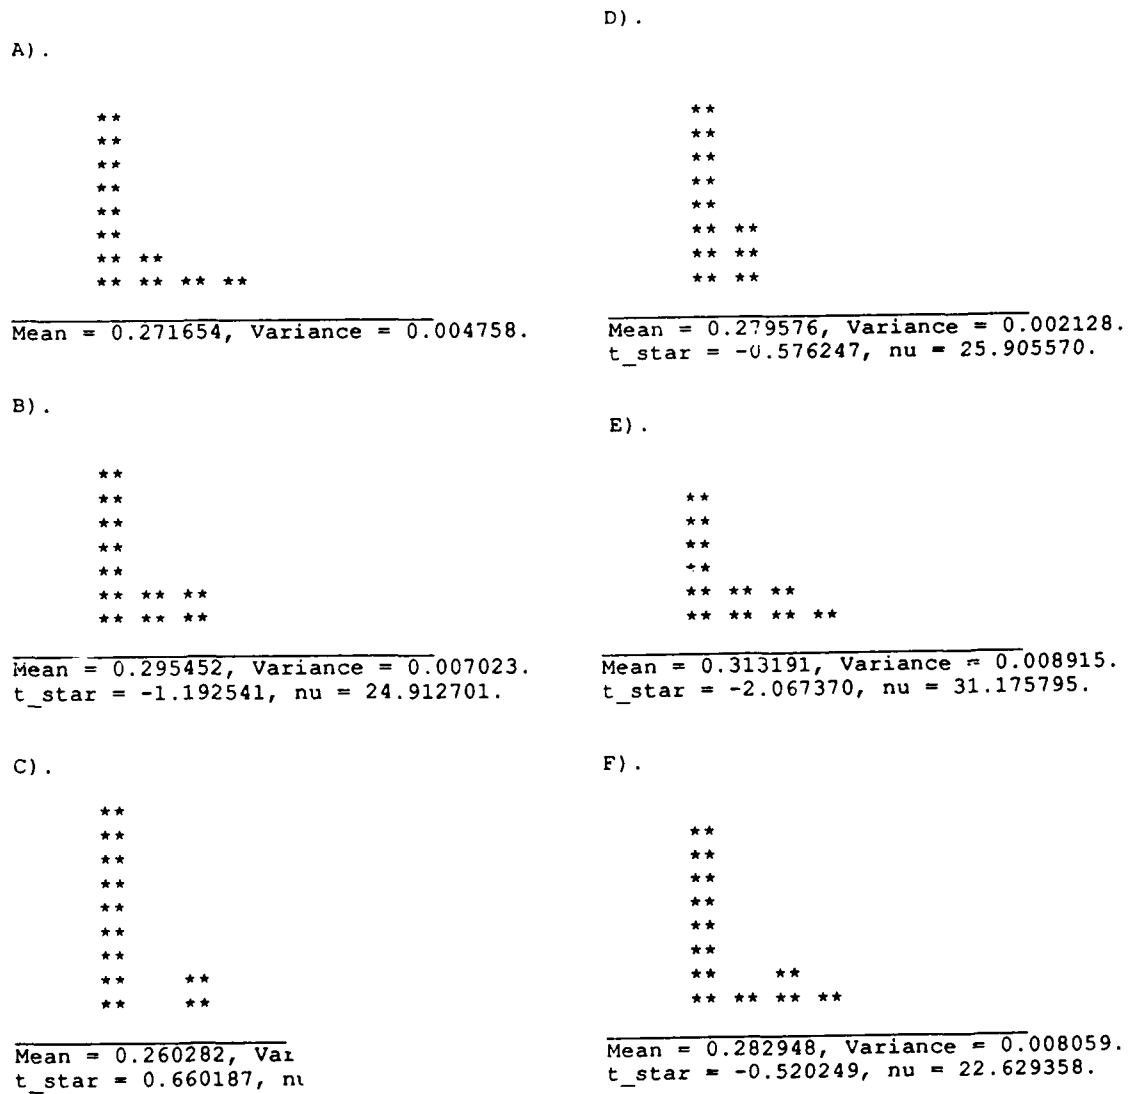 A).
Mean = 0.271654, Variance = 0.004758.
B).
Mean = 0.295452, Variance = 0.007023.
t_star = -1.192541, nu = 24.912701.
C).
Mean = 0.260282,
t_star = 0.660187,
D).
Mean = 0.279576, Variance = 0.002128.
t_star = -0.576247, nu = 25.905570.
E).
Mean = 0.313191, Variance = 0.008915.
t_star = -2.067370, nu = 31.175795.
F).
Mean = 0.282948, Variance = 0.008059.
t_star = -0.520249, nu = 22.629358.